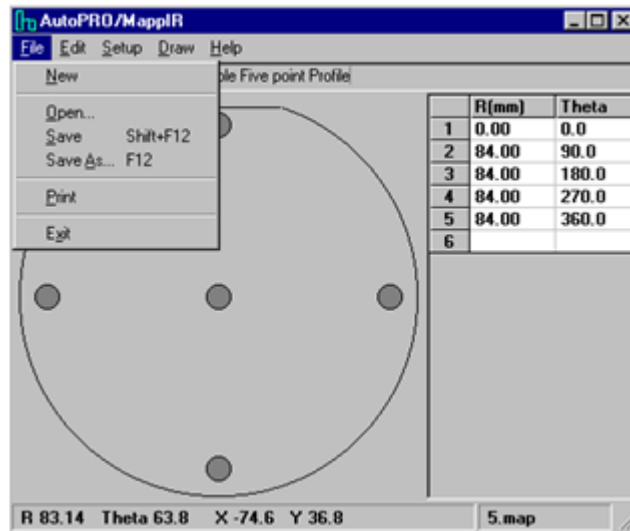 AutoPRO/MappIR
File Edit Setup Draw Help
New
ple Five point Profile
Open...
Save Shift+F12
Save As... F12
Print
Exit
R(mm) Theta
1 0.00 0.0
2 84.00 90.0
3 84.00 180.0
4 84.00 270.0
5 84.00 360.0
6
R 83.14 Theta 63.8 X -74.6 Y 36.8 5.map